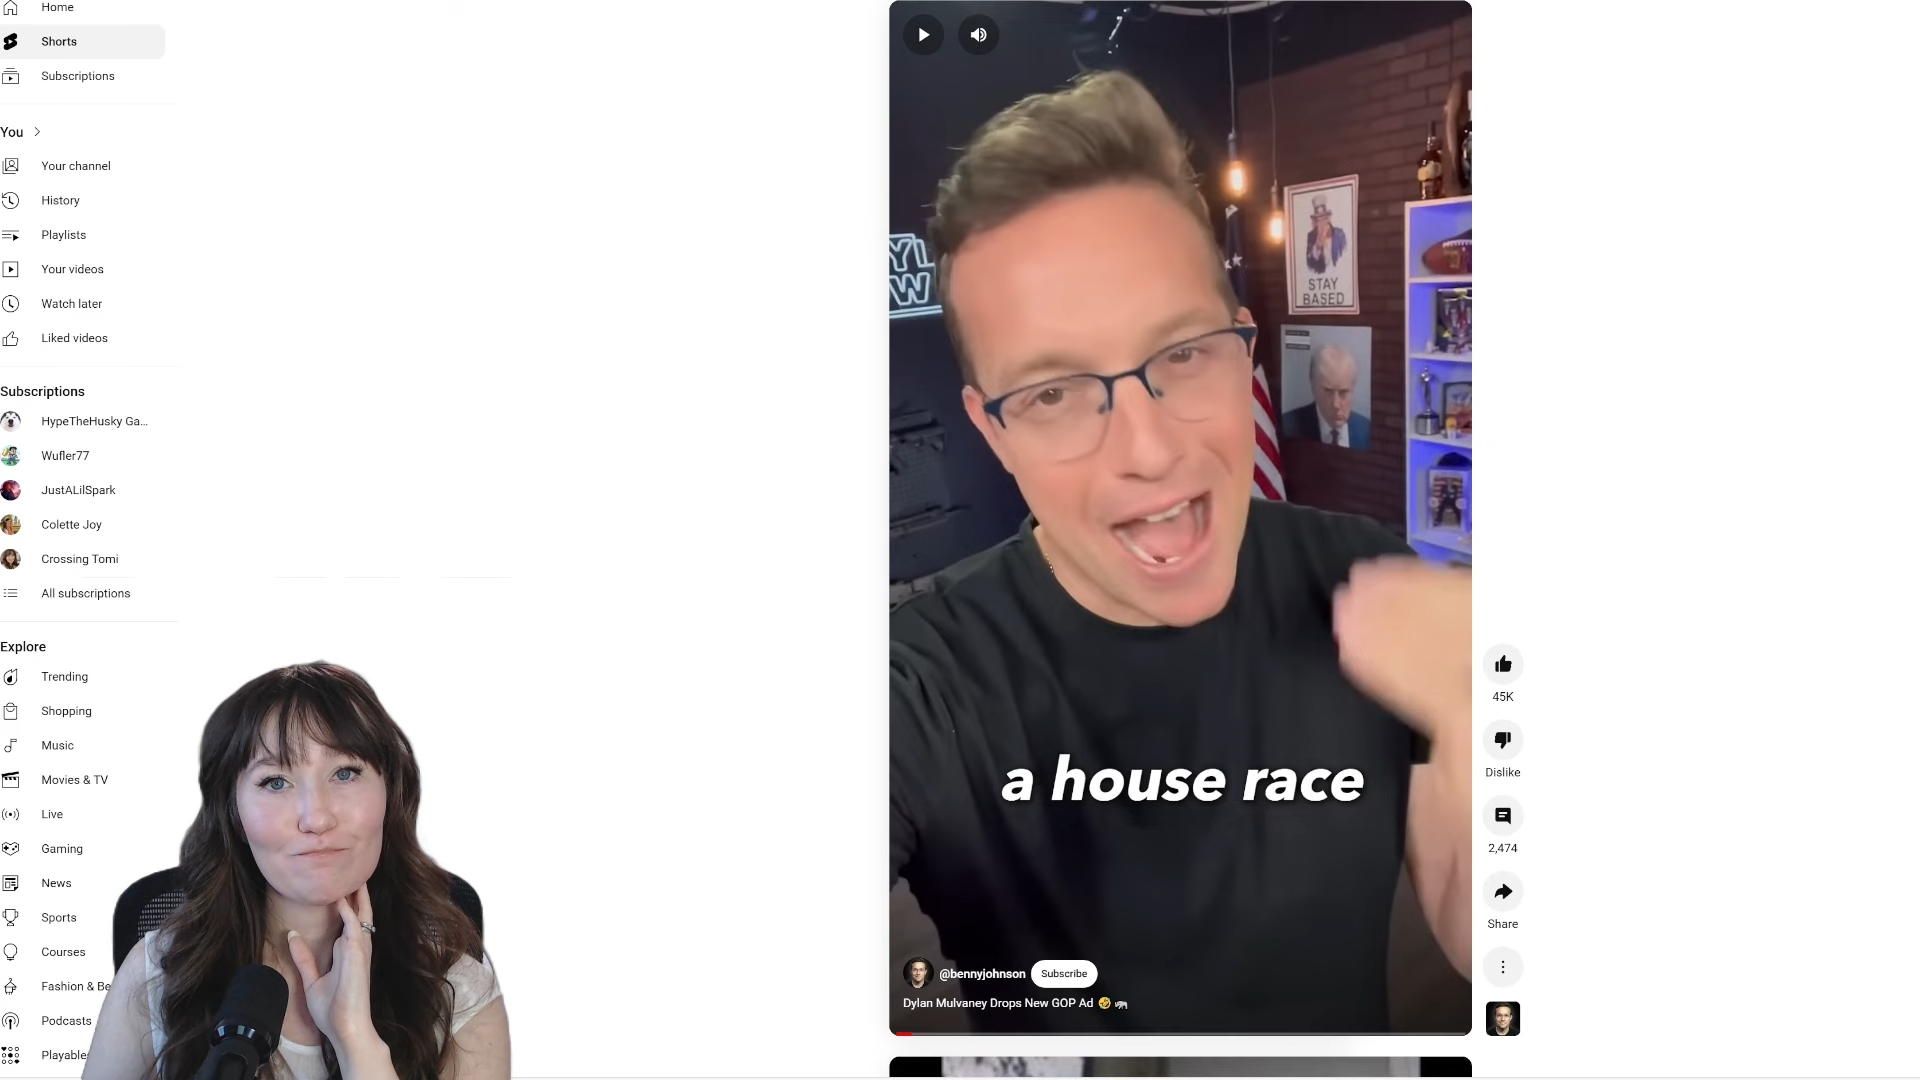 Home
Shorts
Subscriptions
You
Your channel
History
Playlists
Your videos
Watch later
Liked videos
Subscriptions
HypeTheHusky Ga...
Wufler77
JustALilSpark
Colette Joy
Crossing Tomi
All subscriptions
Explore
Trending
Shopping
Music
Movies & TV
Live
Gaming
News
Sports
Courses
Fashion & Be
Podcasts
Playable
STAY
BASED
a house race
@bennyjohnson
Subscribe
Dylan Mulvaney Drops New GOP Ad 🤣 🐘
45K
Dislike
2,474
Share